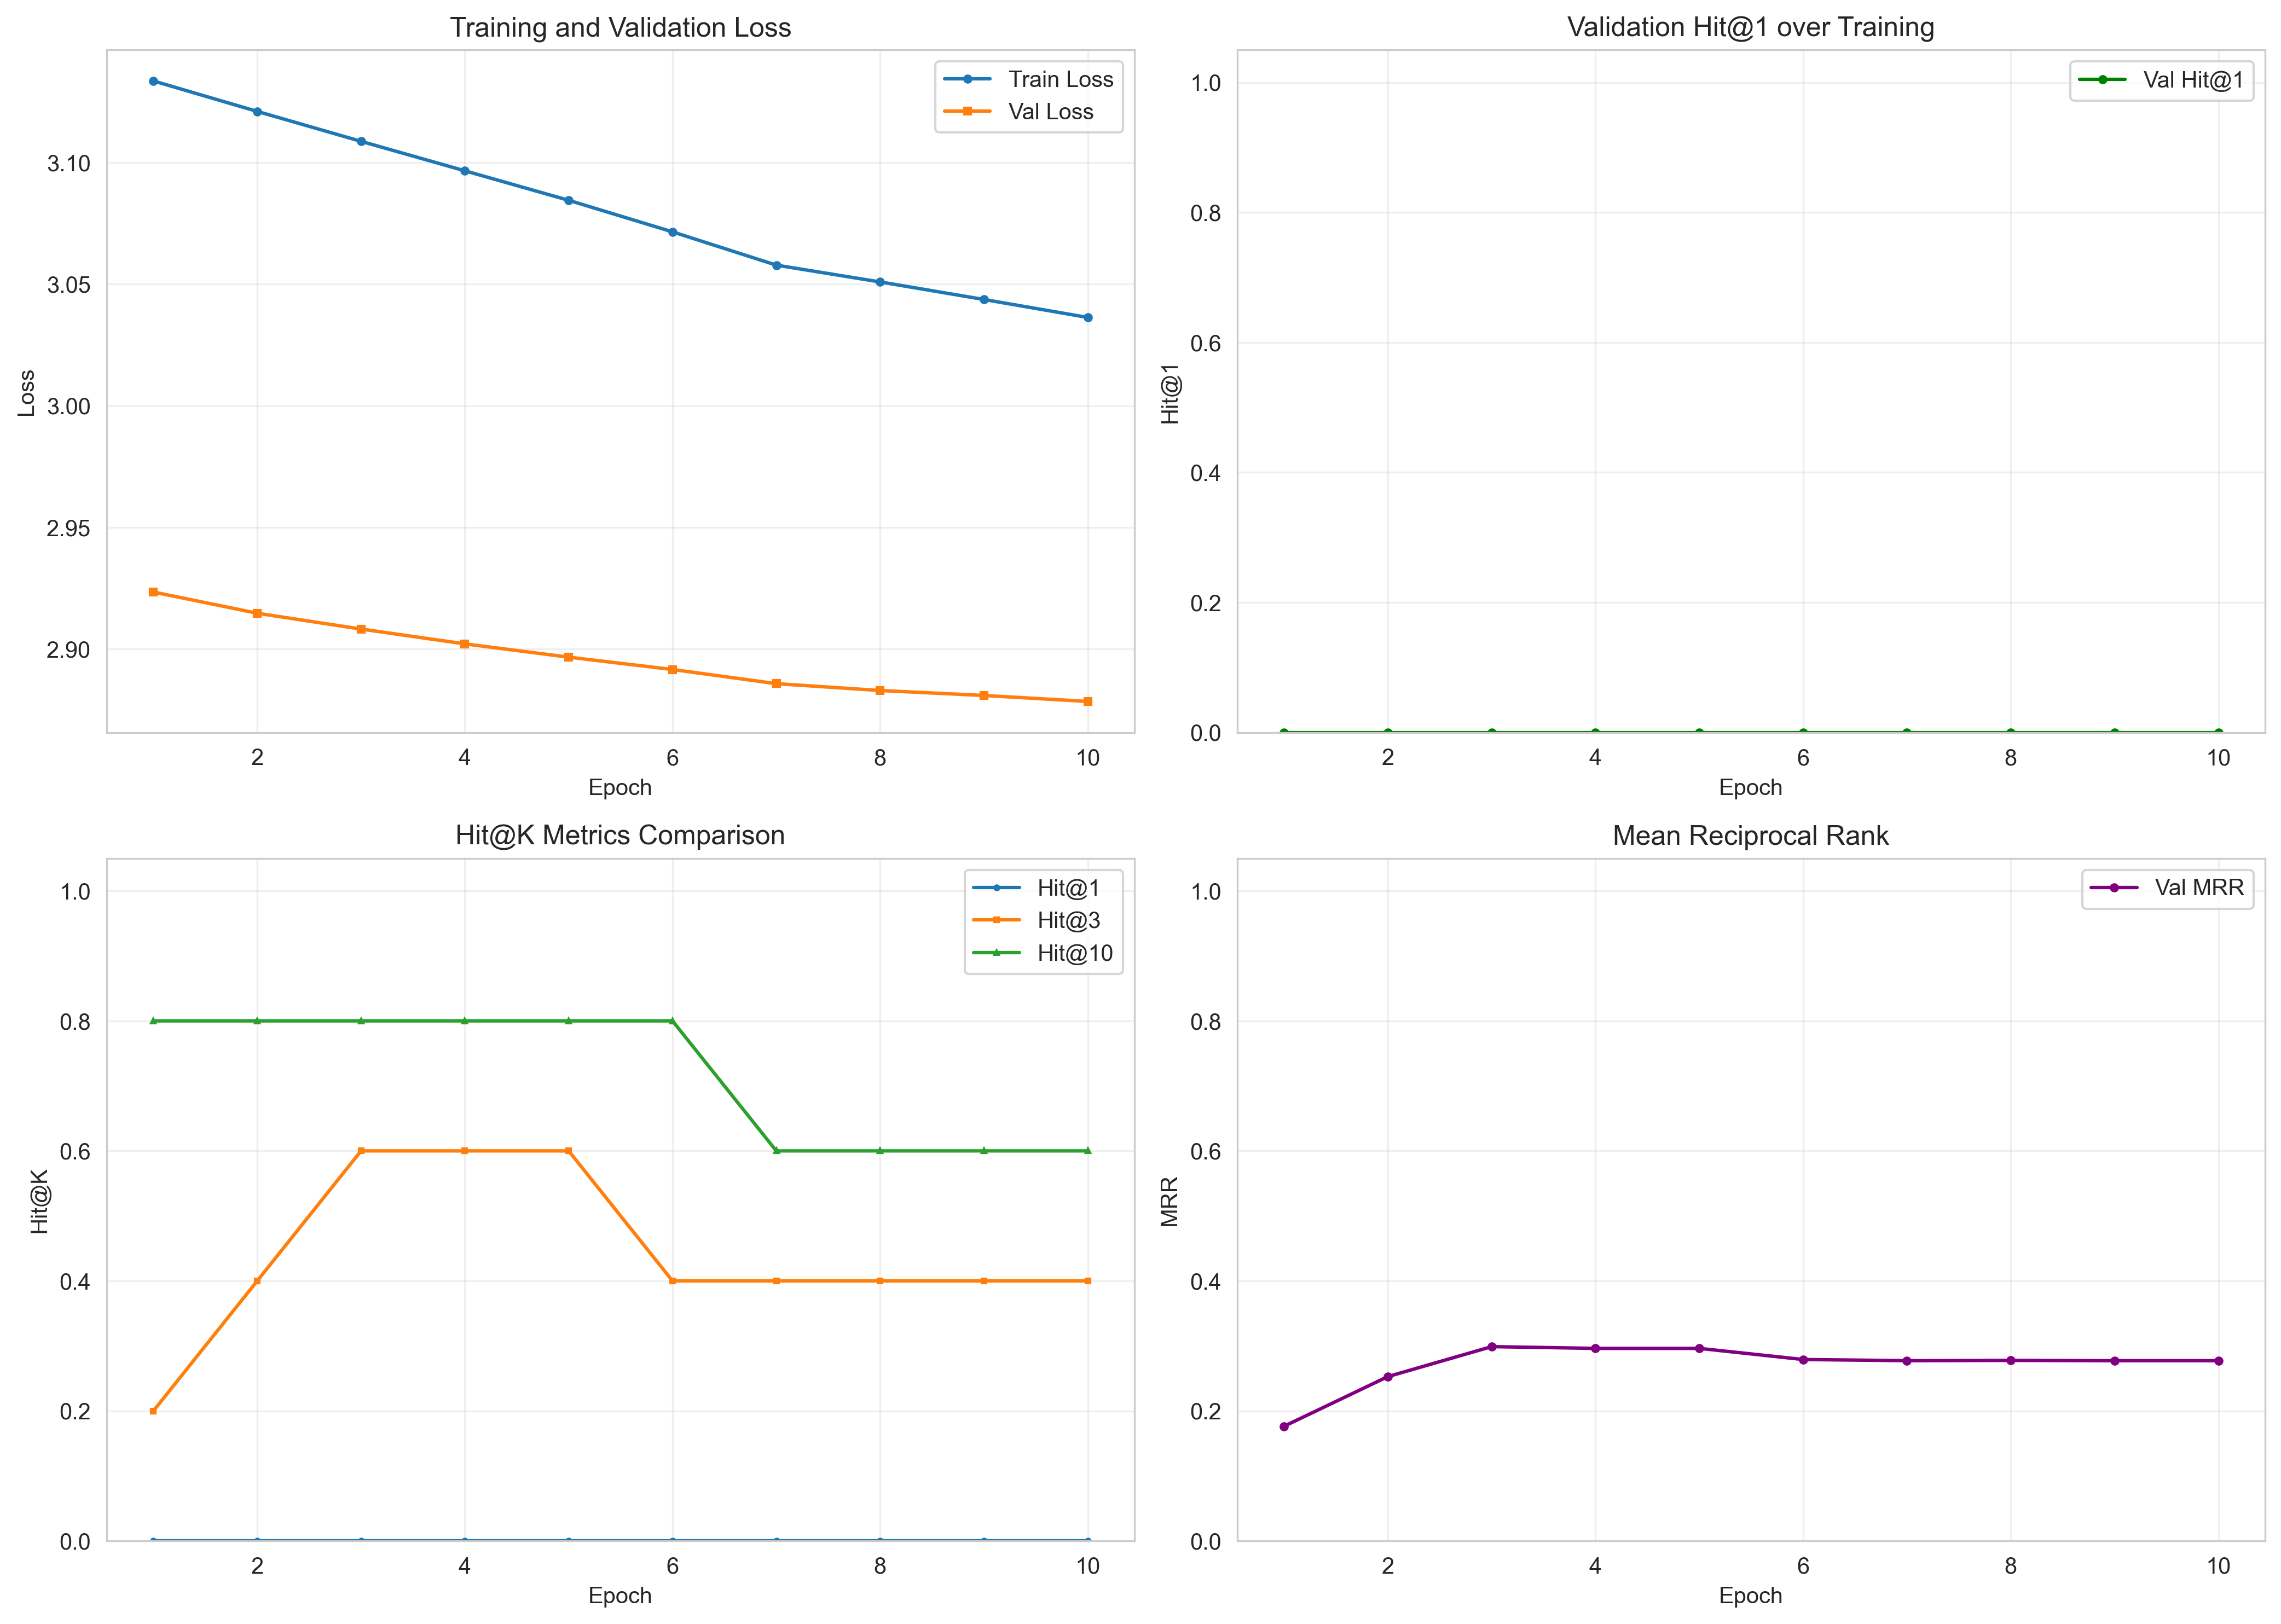 Training and Validation Loss
Train Loss
Val Loss
3.10
3.05
3.00
2.95
2.90
Loss
2 4 6 8 10
Epoch
Validation Hit@1 over Training
Val Hit@1
1.0
0.8
0.6
0.4
0.2
0.0
Hit@1
2 4 6 8 10
Epoch
Hit@K Metrics Comparison
Hit@1
Hit@3
Hit@10
1.0
0.8
0.6
0.4
0.2
0.0
Hit@K
2 4 6 8 10
Epoch
Mean Reciprocal Rank
Val MRR
1.0
0.8
0.6
0.4
0.2
0.0
MRR
2 4 6 8 10
Epoch